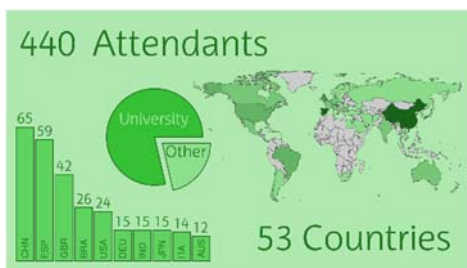 440 Attendants
65
59
42
26
24
15
15
15
14
12
CHN
ESP
GBR
BRA
USA
DEU
IND
JPN
ITA
AUS
University
Other
53 Countries